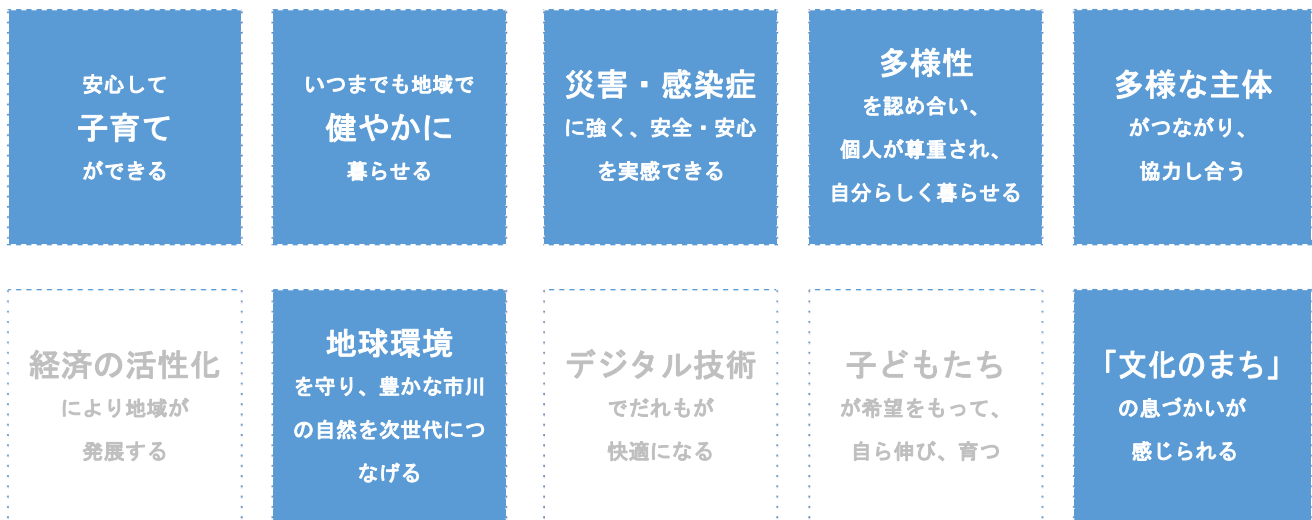 安心して
子育て
ができる
いつまでも地域で
健やかに
暮らせる
災害・感染症
に強く、安全・安心
を実感できる
多様性
を認め合い、
個人が尊重され、
自分らしく暮らせる
多様な主体
がつながり、
協力し合う
経済の活性化
により地域が
発展する
地球環境
を守り、豊かな市川
の自然を次世代につ
なげる
デジタル技術
でだれもが
快適になる
子どもたち
が希望をもって、
自ら伸び、育つ
「文化のまち」
の息づかいが
感じられる